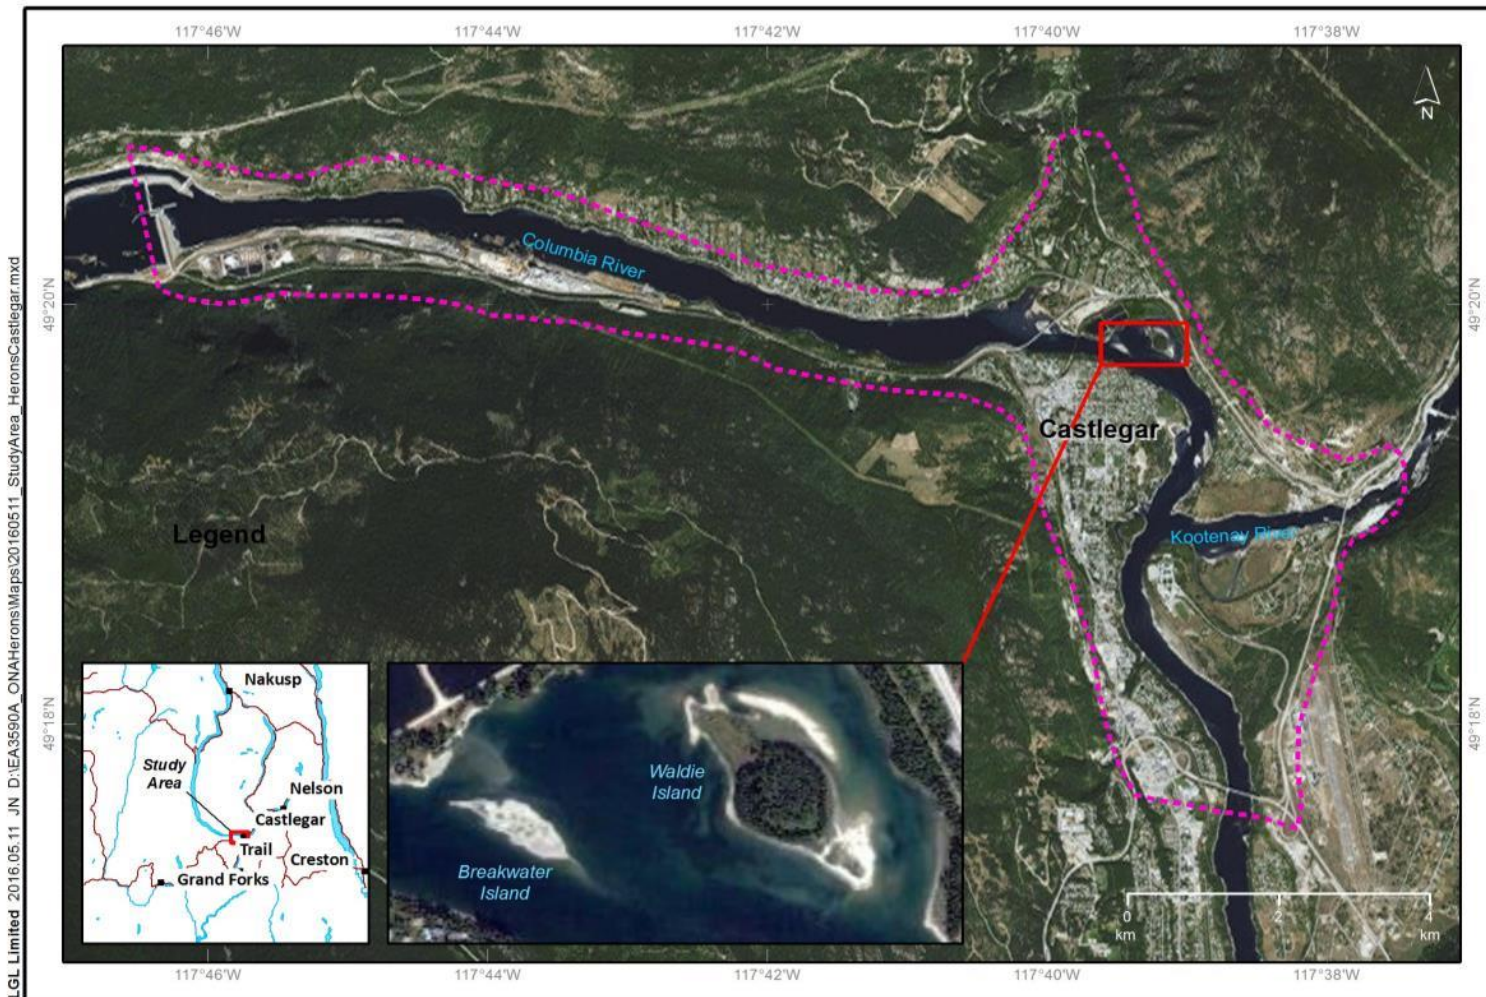 117°46'W
117°44'W
117°42'W
117°40'W
117°38'W
N
49°20'N
49°20'N
Columbia River
Castlegar
Kootenay River
Legend
49°18'N
49°18'N
Nakusp
Study
Area
Nelson
Castlegar
Trail
Creston
Grand Forks
Waldie
Island
Breakwater
Island
0
2
4
km
km
117°46'W
117°44'W
117°42'W
117°40'W
117°38'W
LGL Limited 2016.05.11 JN D:\EA3590A_ONAHerons\Maps\20160511_StudyArea_HeronsCastlegar.mxd